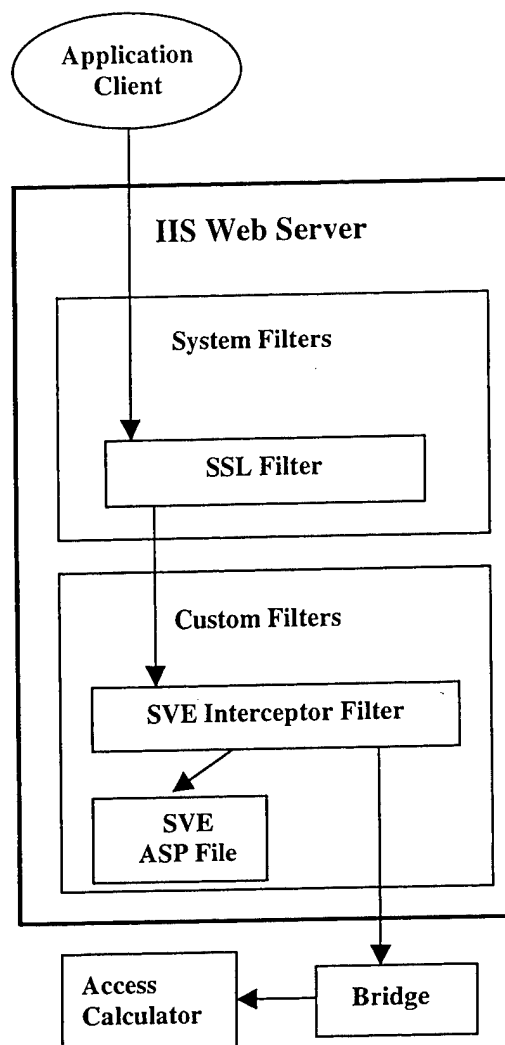 Application
Client
IIS Web Server
System Filters
SSL Filter
Custom Filters
SVE Interceptor Filter
SVE
ASP File
Access
Calculator
Bridge